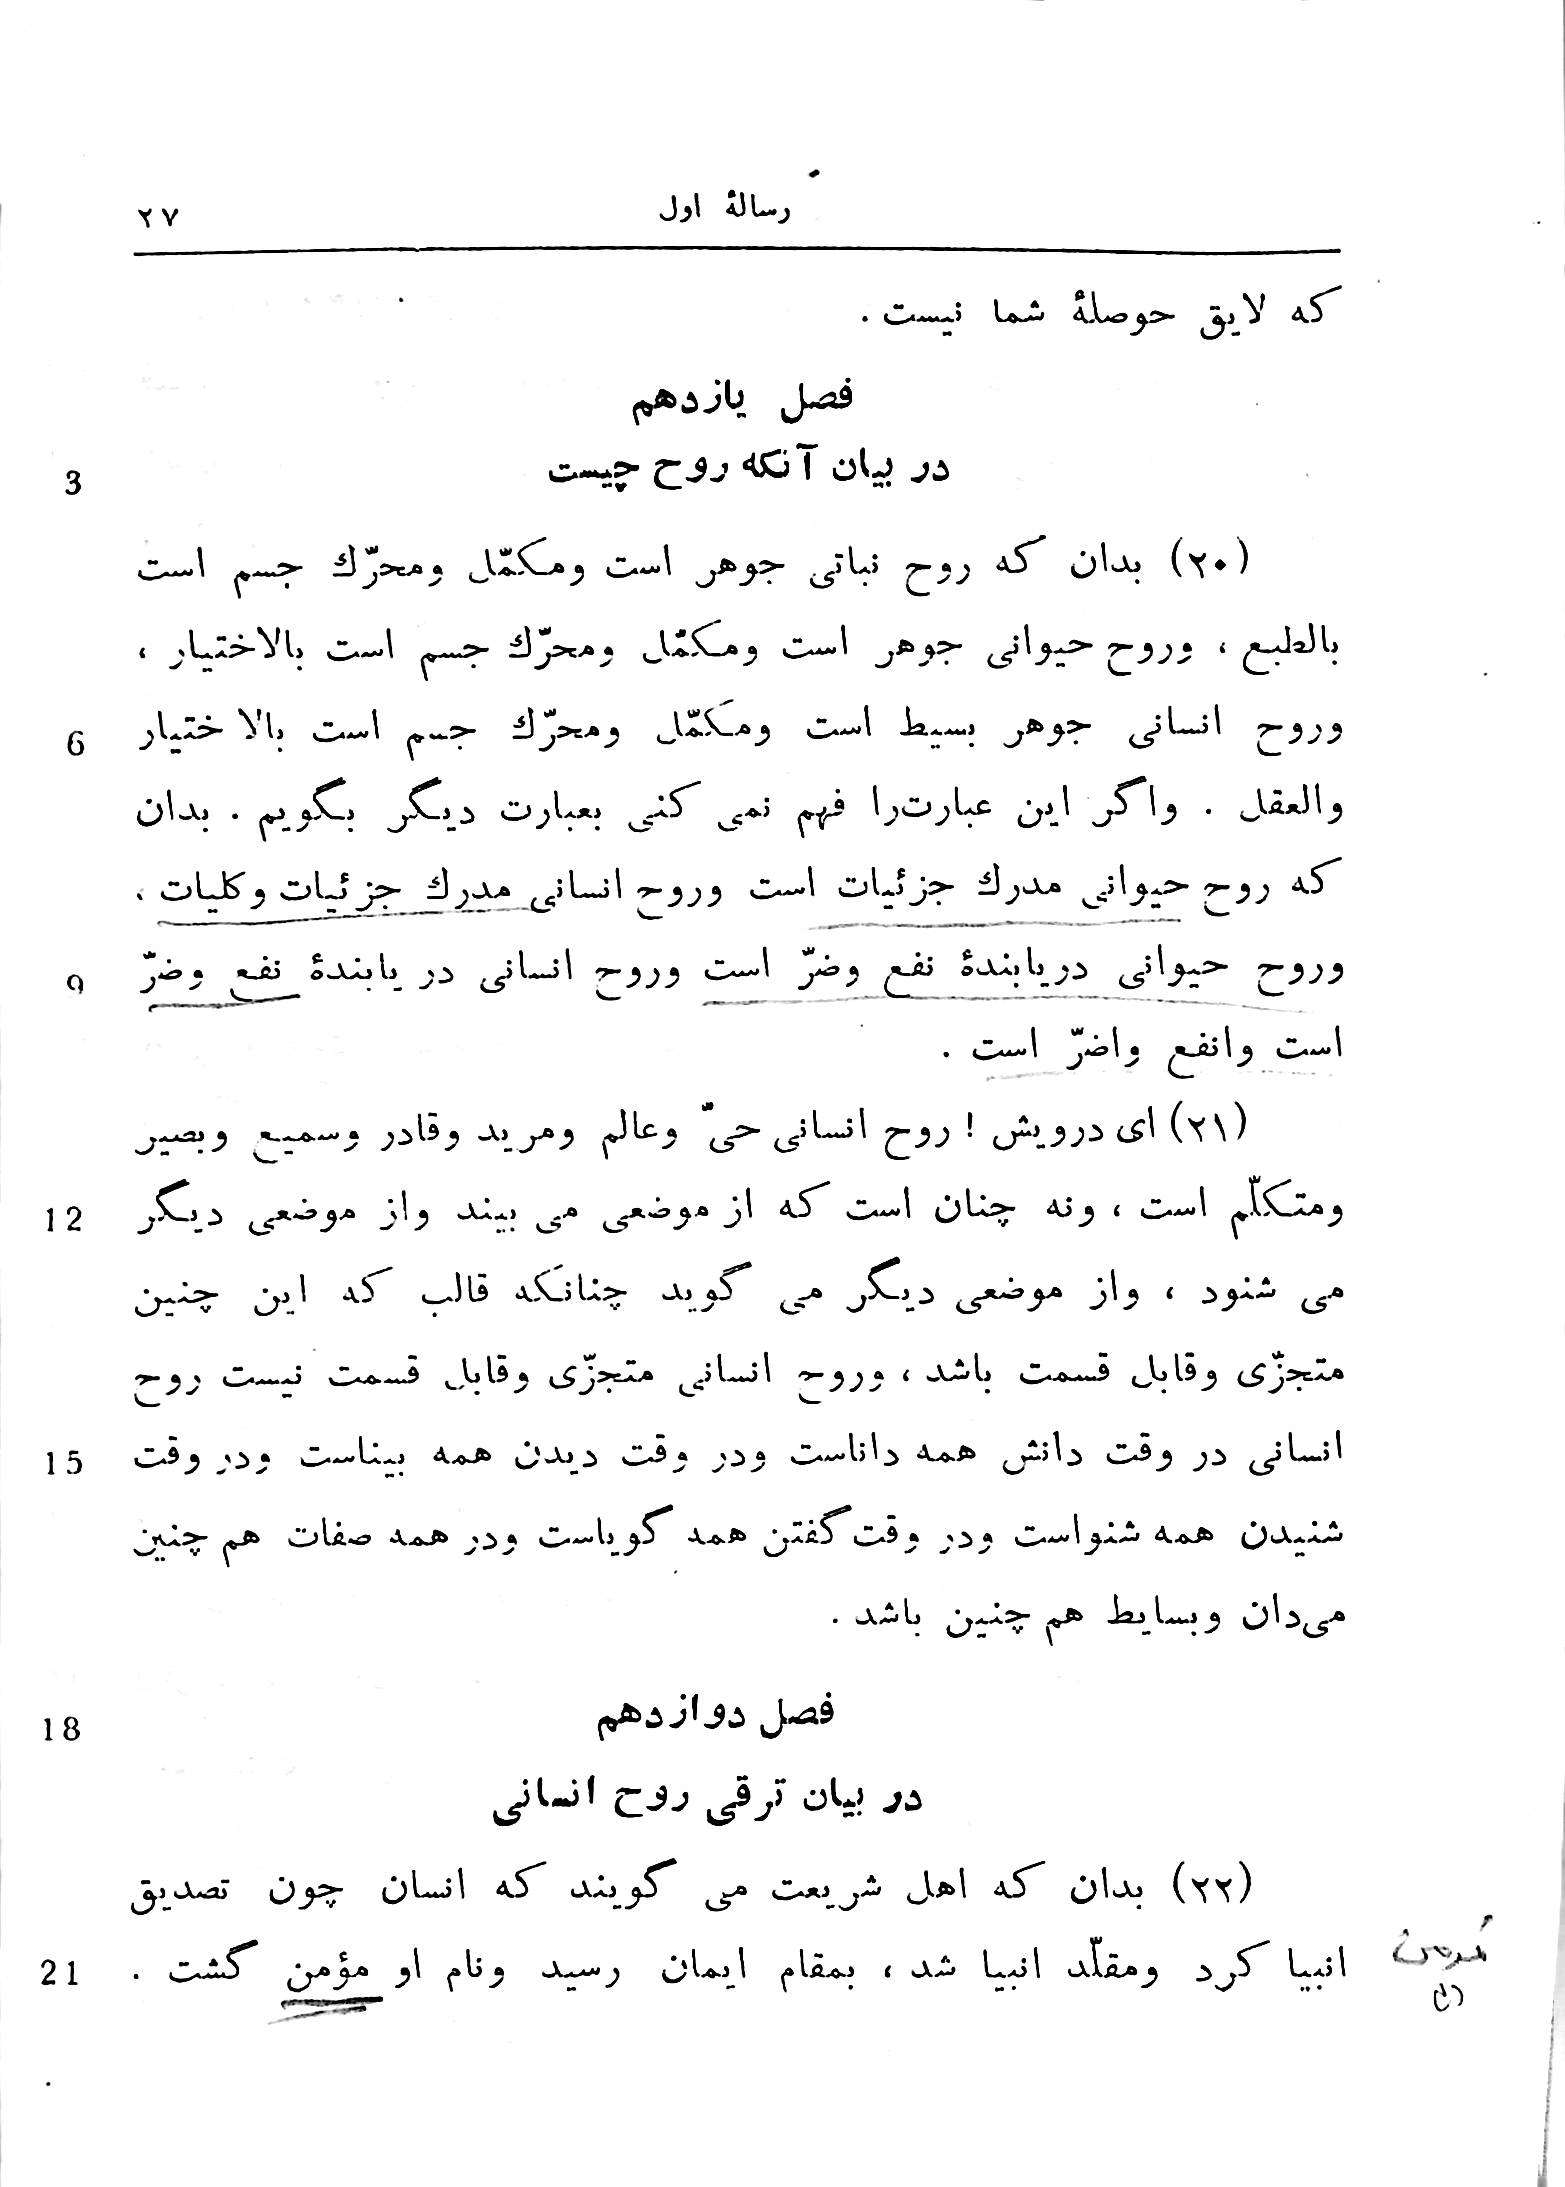 رسالهٔ اول
۲۷
که لایق حوصلهٔ شما نیست .
فصل یازدهم
در بیان آنکه روح چیست
3
(۲۰) بدان که روح نباتی جوهر است ومکمّل ومحرّك جسم است
بالطبع ، وروح حیوانی جوهر است ومکمّل ومحرّك جسم است بالاختیار ،
وروح انسانی جوهر بسیط است ومکمّل ومحرّك جسم است بالاختیار
6
والعقل . واگر این عبارت‌را فهم نمی کنی بعبارت دیگر بگویم . بدان
که روح حیوانی مدرك جزئیات است وروح انسانی مدرك جزئیات وکلیات ،
وروح حیوانی دریابندهٔ نفع وضرّ است وروح انسانی دریابندهٔ نفع وضرّ
9
است وانفع واضرّ است .
(۲۱) ای درویش ! روح انسانی حیّ وعالم ومرید وقادر وسمیع وبصیر
ومتکلّم است ، ونه چنان است که از موضعی می بیند واز موضعی دیگر
12
می شنود ، واز موضعی دیگر می گوید چنانکه قالب که این چنین
متجزّی وقابل قسمت باشد ، وروح انسانی متجزّی وقابل قسمت نیست روح
انسانی در وقت دانش همه داناست ودر وقت دیدن همه بیناست ودر وقت
15
شنیدن همه شنواست ودر وقت گفتن همه گویاست ودر همه صفات هم چنین
می‌دان وبسایط هم چنین باشد .
فصل دوازدهم
18
در بیان ترقی روح انسانی
(۲۲) بدان که اهل شریعت می گویند که انسان چون تصدیق
انبیا کرد ومقلّد انبیا شد ، بمقام ایمان رسید ونام او مؤمن گشت .
21
مؤمن
(۱)